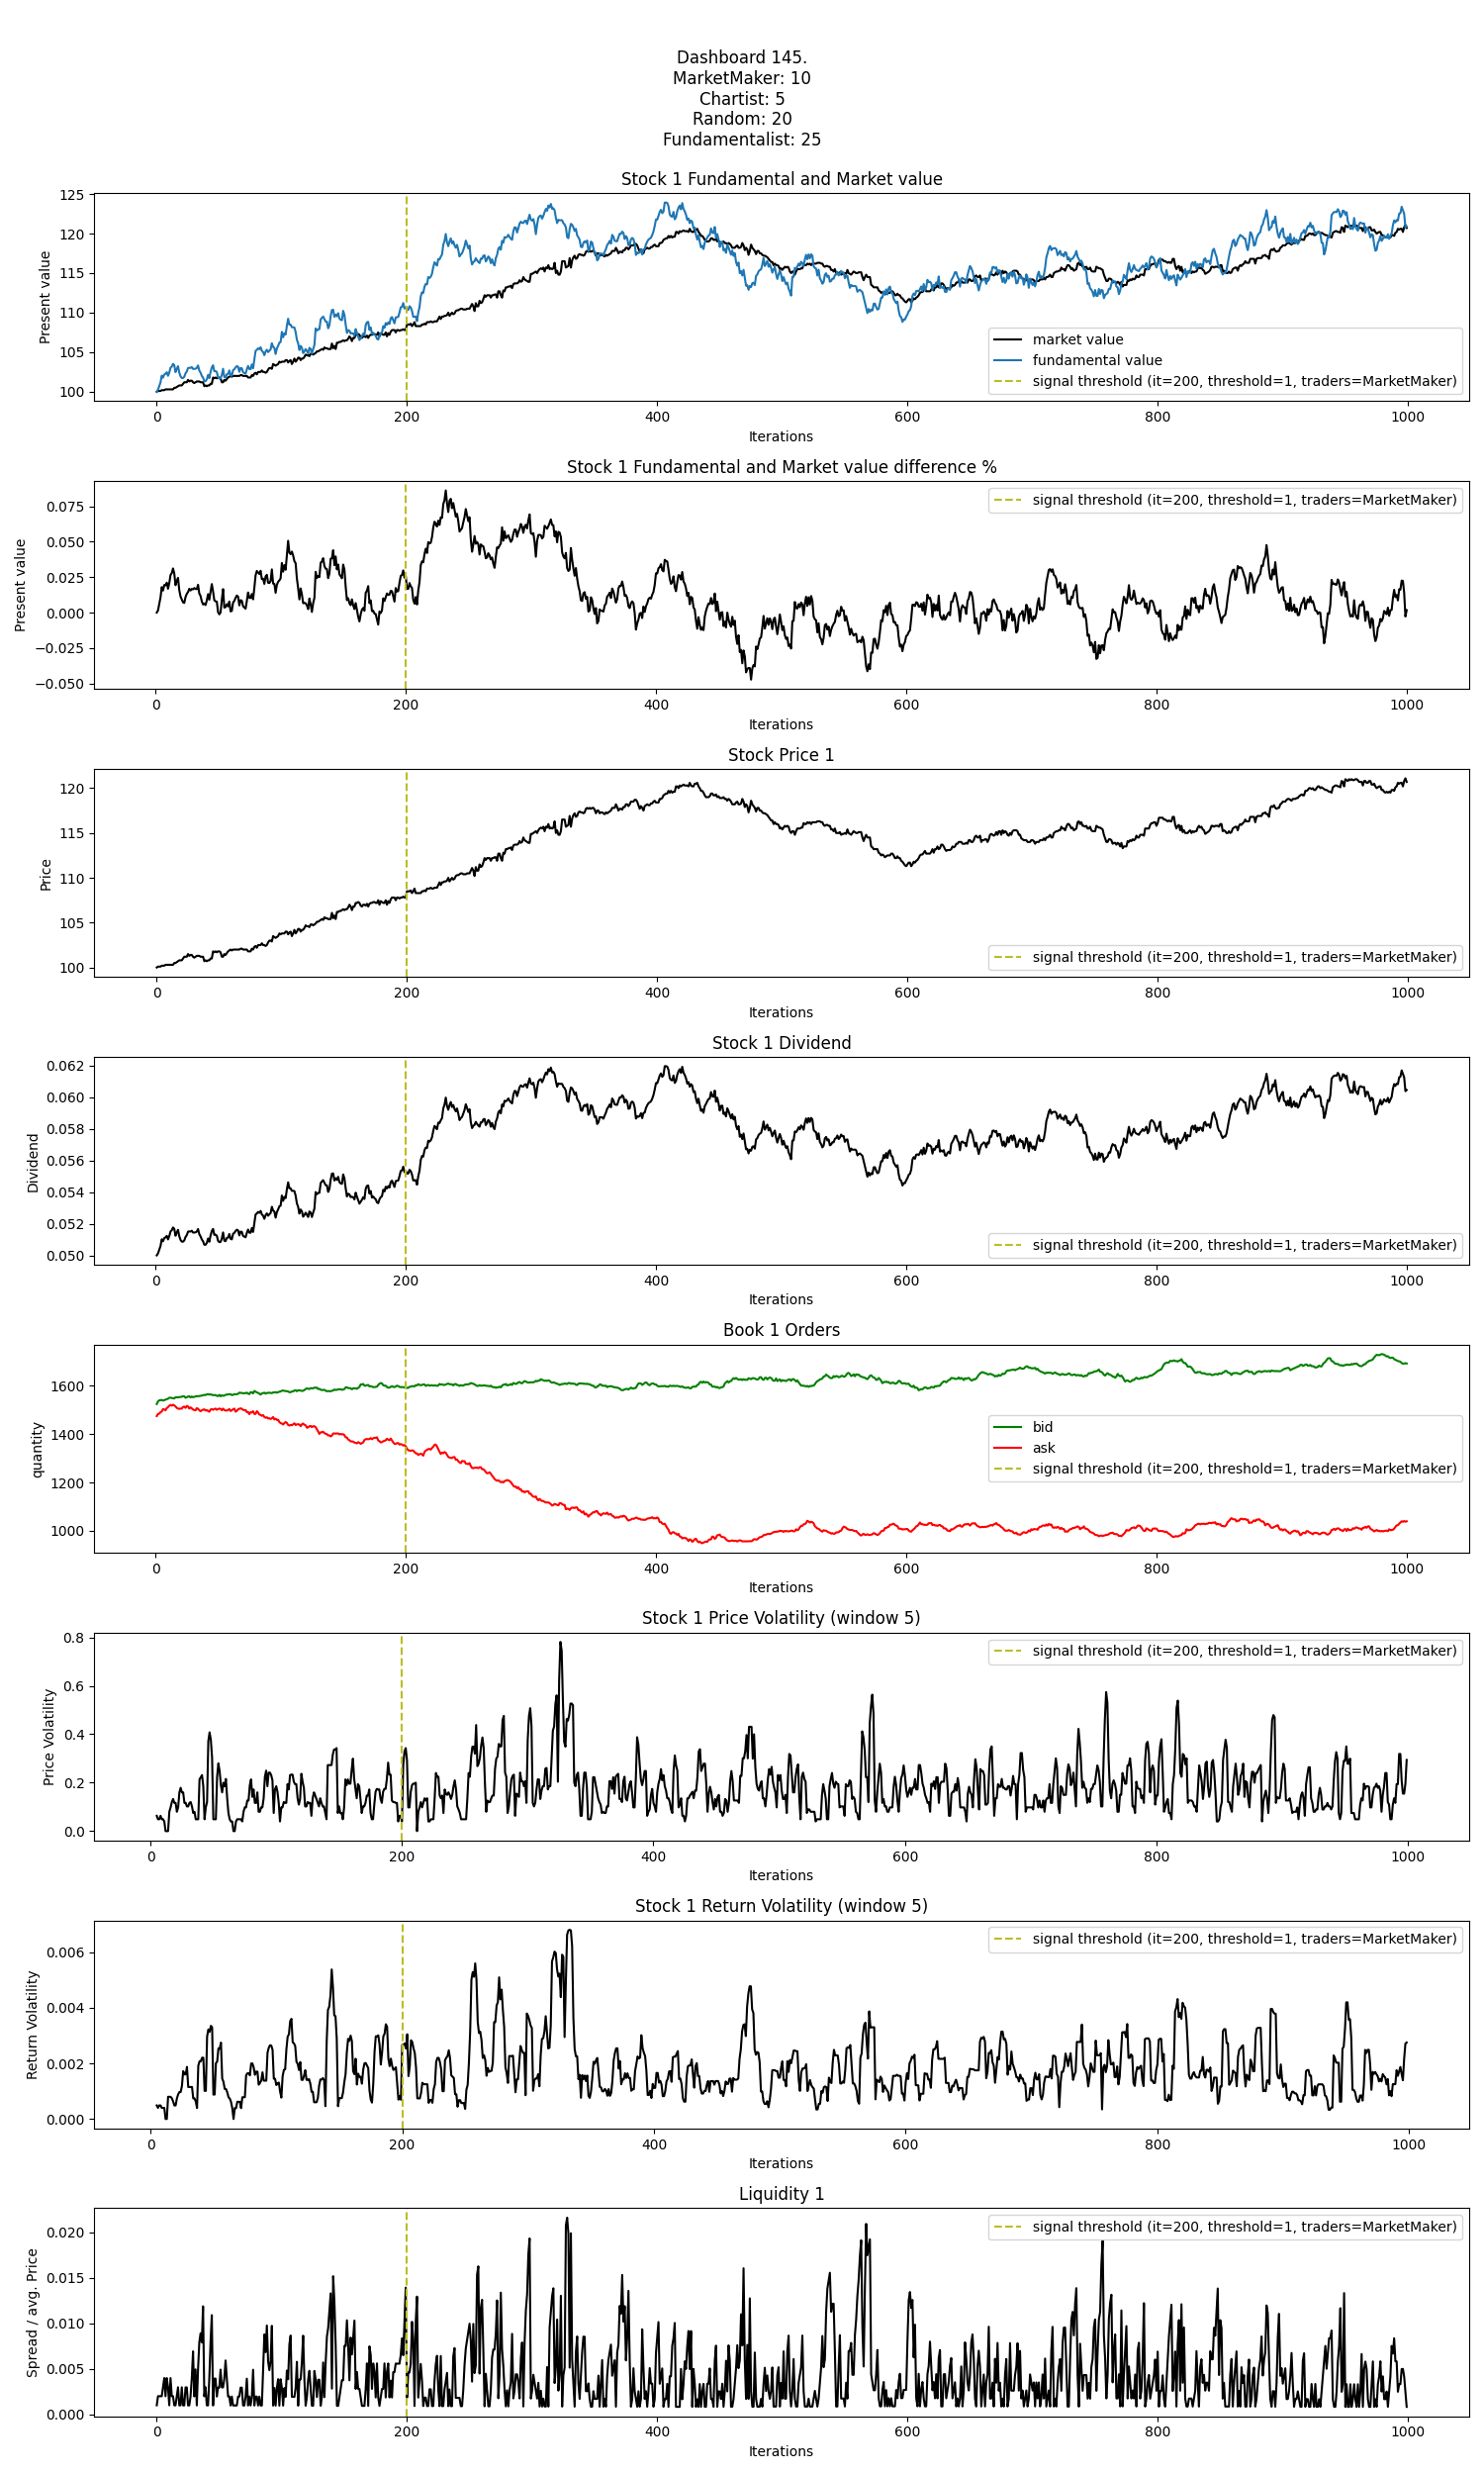 Dashboard 145.
MarketMaker: 10
Chartist: 5
Random: 20
Fundamentalist: 25
Stock 1 Fundamental and Market value
125
120
115
110
105
100
Present value
market value
fundamental value
signal threshold (it=200, threshold=1, traders=MarketMaker)
0 200 400 600 800 1000
Iterations
Stock 1 Fundamental and Market value difference %
0.075
0.050
0.025
0.000
−0.025
−0.050
Present value
signal threshold (it=200, threshold=1, traders=MarketMaker)
0 200 400 600 800 1000
Iterations
Stock Price 1
120
115
110
105
100
Price
signal threshold (it=200, threshold=1, traders=MarketMaker)
0 200 400 600 800 1000
Iterations
Stock 1 Dividend
0.062
0.060
0.058
0.056
0.054
0.052
0.050
Dividend
signal threshold (it=200, threshold=1, traders=MarketMaker)
0 200 400 600 800 1000
Iterations
Book 1 Orders
1600
1400
1200
1000
quantity
bid
ask
signal threshold (it=200, threshold=1, traders=MarketMaker)
0 200 400 600 800 1000
Iterations
Stock 1 Price Volatility (window 5)
0.8
0.6
0.4
0.2
0.0
Price Volatility
signal threshold (it=200, threshold=1, traders=MarketMaker)
0 200 400 600 800 1000
Iterations
Stock 1 Return Volatility (window 5)
0.006
0.004
0.002
0.000
Return Volatility
signal threshold (it=200, threshold=1, traders=MarketMaker)
0 200 400 600 800 1000
Iterations
Liquidity 1
0.020
0.015
0.010
0.005
0.000
Spread / avg. Price
signal threshold (it=200, threshold=1, traders=MarketMaker)
0 200 400 600 800 1000
Iterations